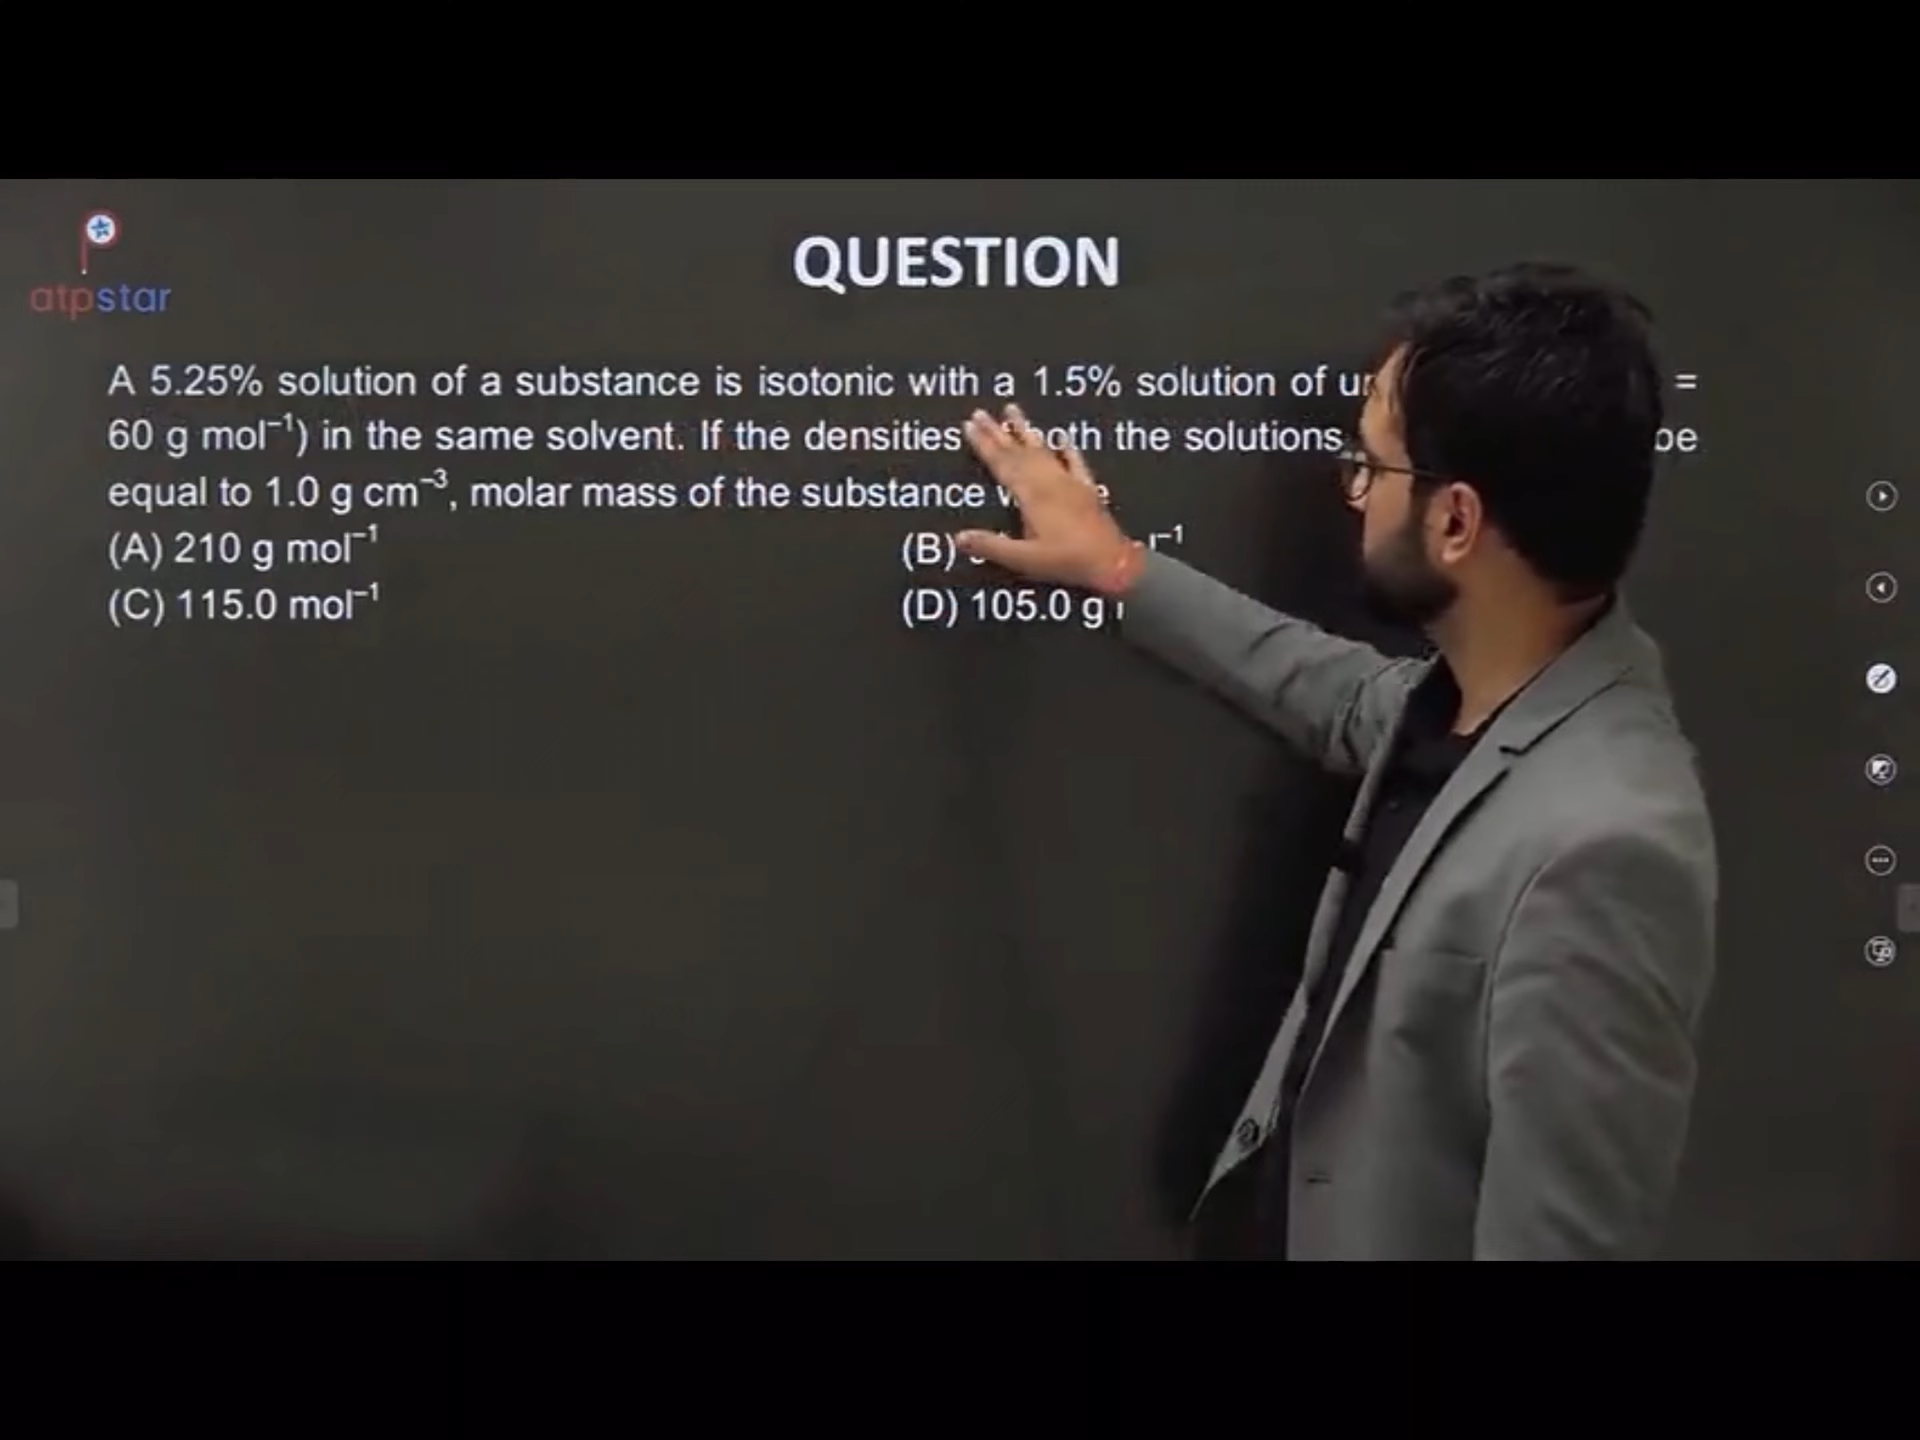 atpstar
QUESTION
A 5.25% solution of a substance is isotonic with a 1.5% solution of =
60 g mol⁻¹) in the same solvent. If the densities both the solutions be
equal to 1.0 g cm⁻³, molar mass of the substance
(A) 210 g mol⁻¹ (B)
(C) 115.0 mol⁻¹ (D) 105.0 g